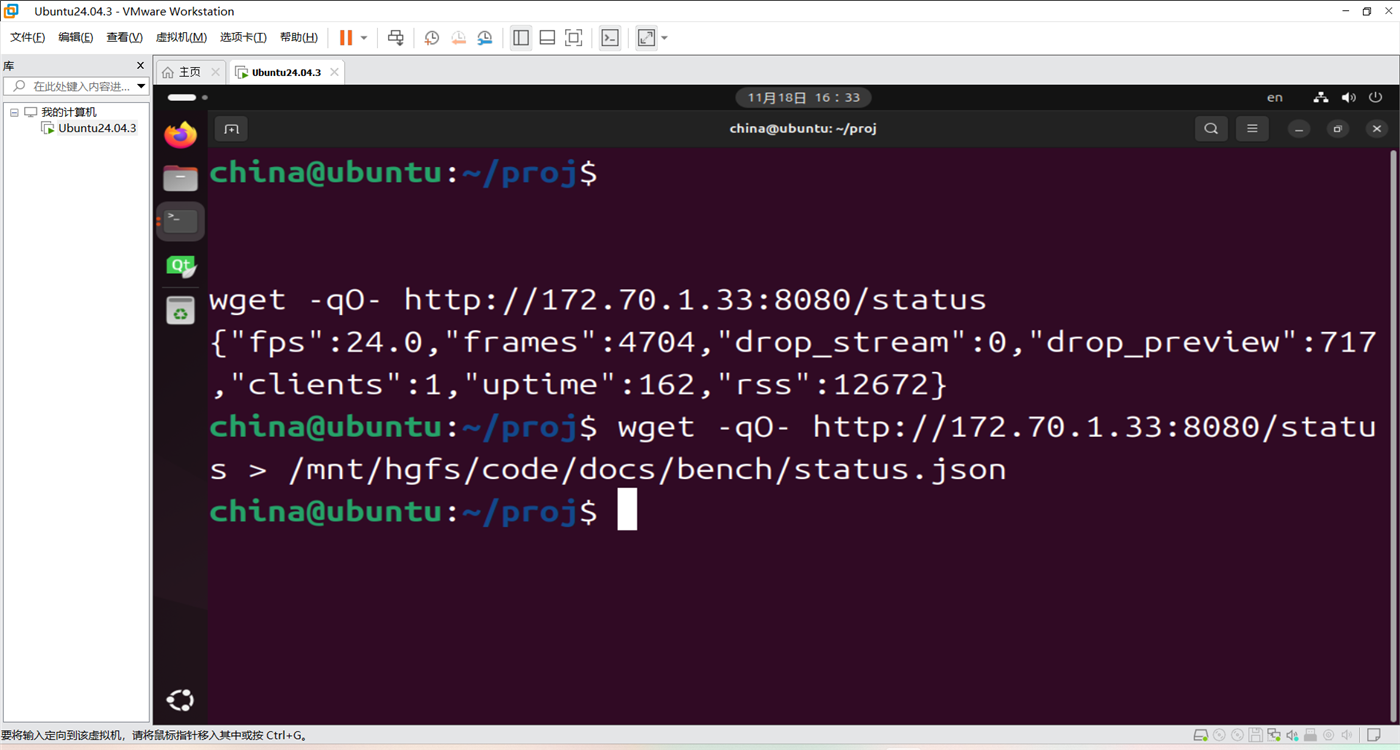 Ubuntu24.04.3 - VMware Workstation
文件(F) 编辑(E) 查看(V) 虚拟机(M) 选项卡(T) 帮助(H)
库
在此处键入内容进...
我的计算机
Ubuntu24.04.3
主页
Ubuntu24.04.3
11月18日 16：33
en
china@ubuntu: ~/proj
Qt
china@ubuntu:~/proj$
wget -qO- http://172.70.1.33:8080/status
{"fps":24.0,"frames":4704,"drop_stream":0,"drop_preview":717
,"clients":1,"uptime":162,"rss":12672}
china@ubuntu:~/proj$ wget -qO- http://172.70.1.33:8080/statu
s > /mnt/hgfs/code/docs/bench/status.json
china@ubuntu:~/proj$
要将输入定向到该虚拟机，请将鼠标指针移入其中或按 Ctrl+G。